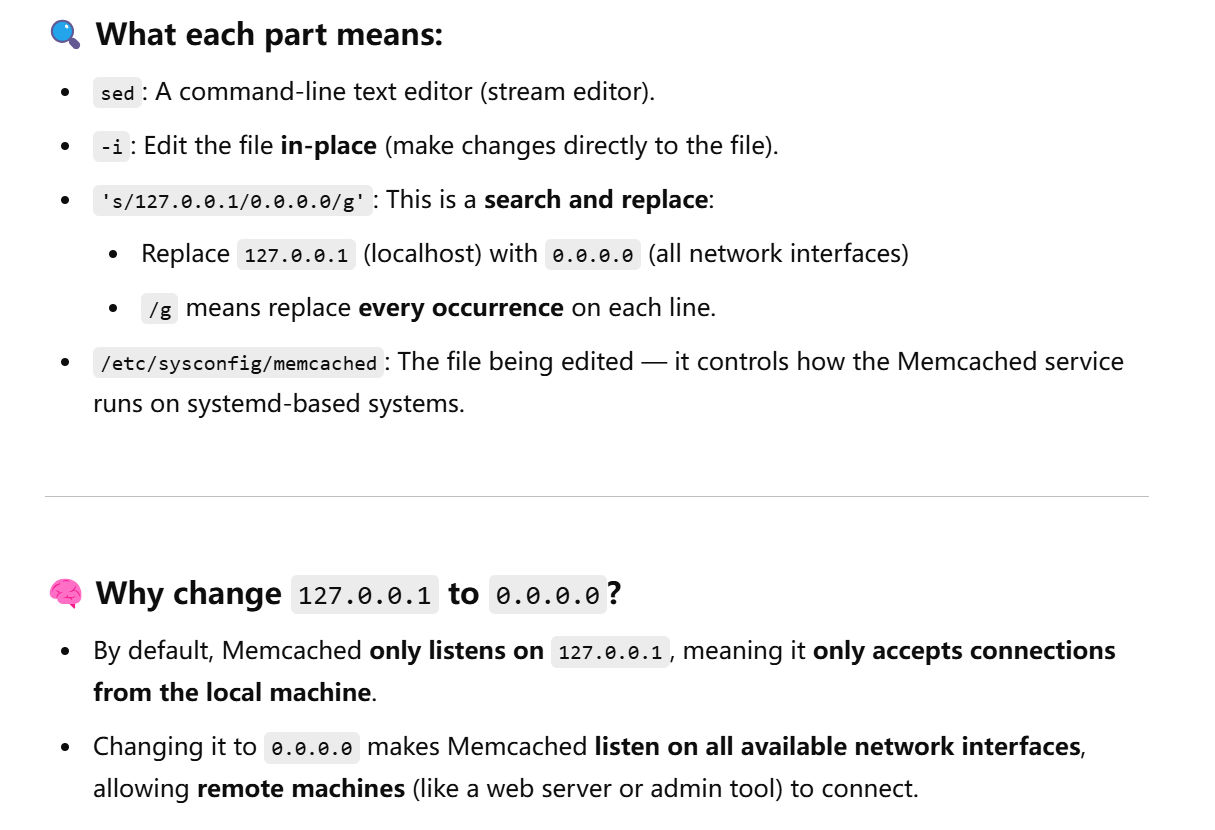 What each part means:
sed: A command-line text editor (stream editor).
-i: Edit the file in-place (make changes directly to the file).
's/127.0.0.1/0.0.0.0/g': This is a search and replace:
Replace 127.0.0.1 (localhost) with 0.0.0.0 (all network interfaces)
/g means replace every occurrence on each line.
/etc/sysconfig/memcached: The file being edited — it controls how the Memcached service
runs on systemd-based systems.
Why change 127.0.0.1 to 0.0.0.0?
By default, Memcached only listens on 127.0.0.1, meaning it only accepts connections
from the local machine.
Changing it to 0.0.0.0 makes Memcached listen on all available network interfaces,
allowing remote machines (like a web server or admin tool) to connect.